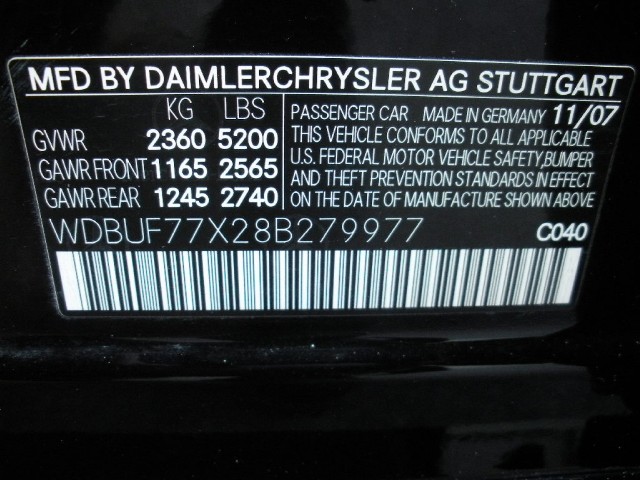 MFD BY DAIMLERCHRYSLER AG STUTTGART
KG LBS
GVWR 2360 5200
GAWR FRONT 1165 2565
GAWR REAR 1245 2740
PASSENGER CAR MADE IN GERMANY 11/07
THIS VEHICLE CONFORMS TO ALL APPLICABLE
U.S. FEDERAL MOTOR VEHICLE SAFETY, BUMPER
AND THEFT PREVENTION STANDARDS IN EFFECT
ON THE DATE OF MANUFACTURE SHOWN ABOVE.
WDBUF77X28B279977
C040